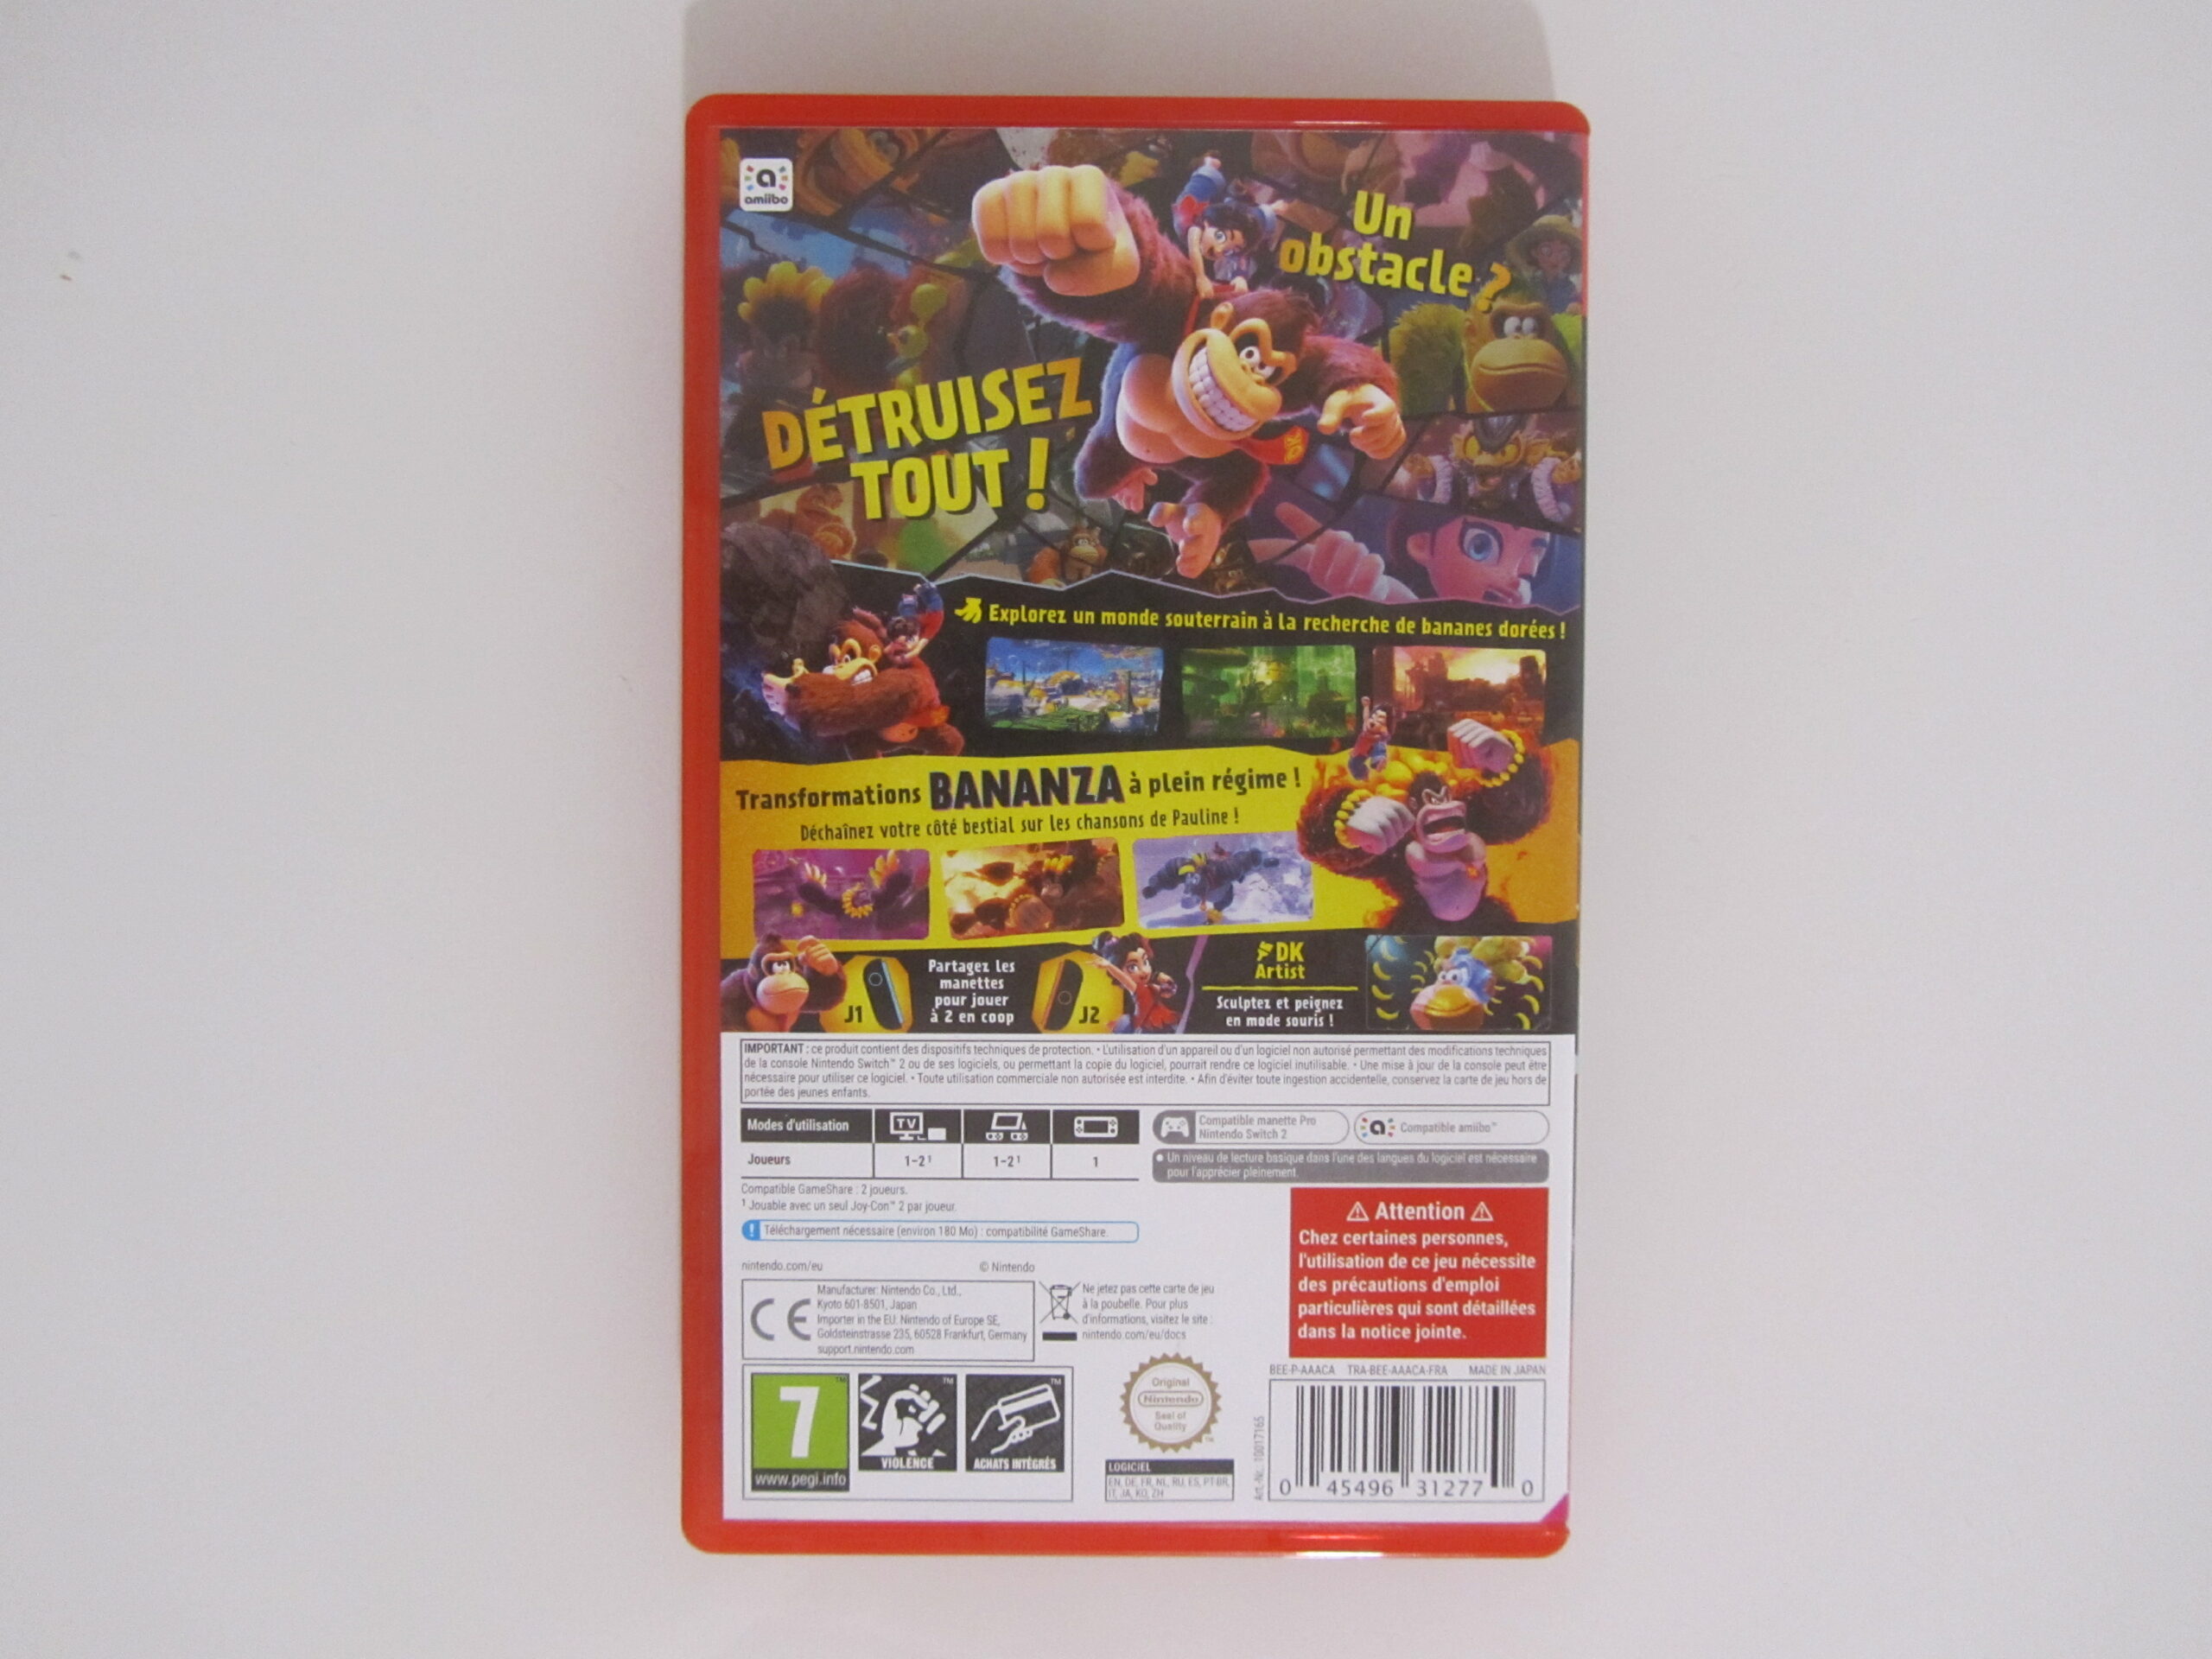 amiibo
Un
obstacle ?
DÉTRUISEZ
TOUT !
Explorez un monde souterrain à la recherche de bananes dorées !
Transformations BANANZA à plein régime !
Déchaînez votre côté bestial sur les chansons de Pauline !
J1
Partagez les
manettes
pour jouer
à 2 en coop
J2
DK
Artist
Sculptez et peignez
en mode souris !
IMPORTANT : ce produit contient des dispositifs techniques de protection. • L'utilisation d'un appareil ou d'un logiciel non autorisé permettant des modifications techniques
de la console Nintendo Switch™ 2 ou de ses logiciels, ou permettant la copie du logiciel, pourrait rendre ce logiciel inutilisable. • Une mise à jour de la console peut être
nécessaire pour utiliser ce logiciel. • Toute utilisation commerciale non autorisée est interdite. • Afin d'éviter toute ingestion accidentelle, conservez la carte de jeu hors de
portée des jeunes enfants.
Modes d'utilisation
TV
Joueurs
1-2¹
1-2¹
1
Compatible manette Pro
Nintendo Switch 2
Compatible amiibo™
Un niveau de lecture basique dans l'une des langues du logiciel est nécessaire
pour l'apprécier pleinement.
Compatible GameShare : 2 joueurs.
¹ Jouable avec un seul Joy-Con™ 2 par joueur.
! Téléchargement nécessaire (environ 180 Mo) : compatibilité GameShare.
⚠ Attention ⚠
Chez certaines personnes,
l'utilisation de ce jeu nécessite
des précautions d'emploi
particulières qui sont détaillées
dans la notice jointe.
nintendo.com/eu
© Nintendo
CE
Manufacturer: Nintendo Co., Ltd.,
Kyoto 601-8501, Japan
Importer in the EU: Nintendo of Europe SE,
Goldsteinstrasse 235, 60528 Frankfurt, Germany
support.nintendo.com
Ne jetez pas cette carte de jeu
à la poubelle. Pour plus
d'informations, visitez le site :
nintendo.com/eu/docs
BEE-P-AAACA TRA-BEE-AAACA-FRA MADE IN JAPAN
7
www.pegi.info
VIOLENCE
ACHATS INTÉGRÉS
Original
Nintendo
Seal of
Quality
LOGICIEL
EN, DE, FR, NL, RU, ES, PT-BR,
IT, JA, KO, ZH
Art.-Nr.: 10017165
0 45496 31277 0